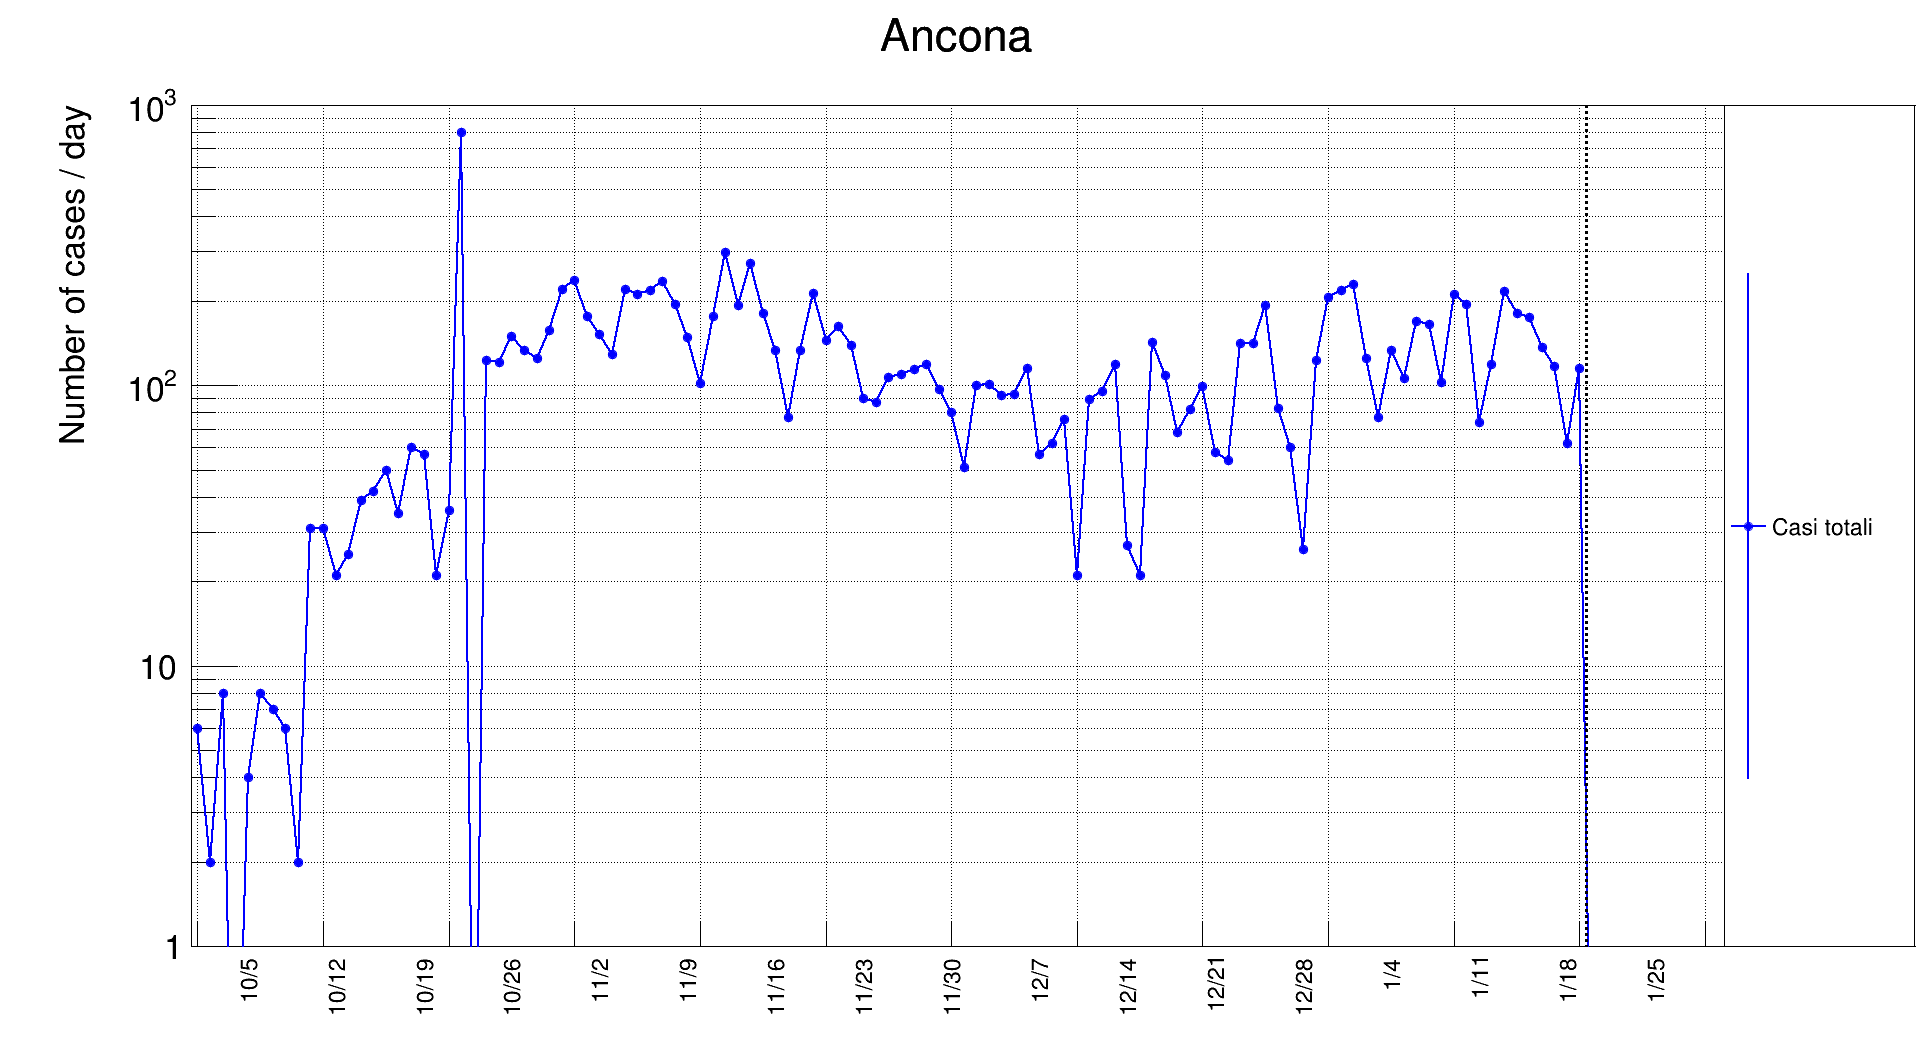 Ancona
Number of cases / day
10³
10²
10
1
10/5 10/12 10/19 10/26 11/2 11/9 11/16 11/23 11/30 12/7 12/14 12/21 12/28 1/4 1/11 1/18 1/25
Casi totali